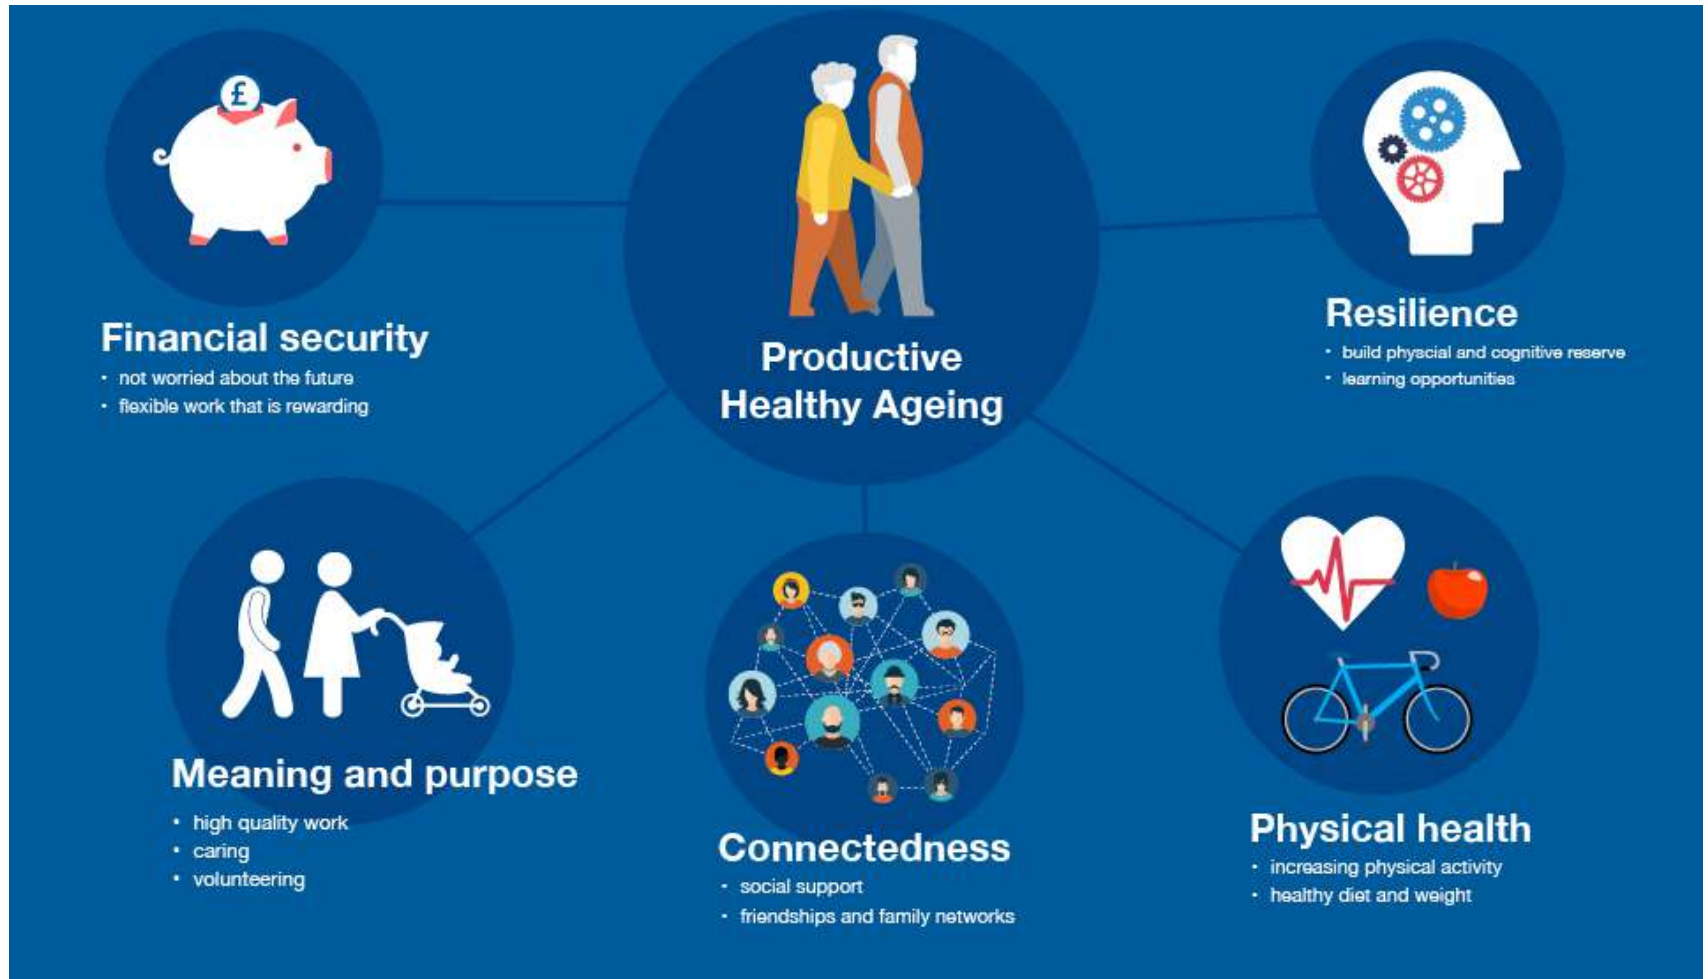 £
Productive
Healthy Ageing
Financial security
• not worried about the future
• flexible work that is rewarding
Resilience
• build physcial and cognitive reserve
• learning opportunities
Meaning and purpose
• high quality work
• caring
• volunteering
Connectedness
• social support
• friendships and family networks
Physical health
• increasing physical activity
• healthy diet and weight